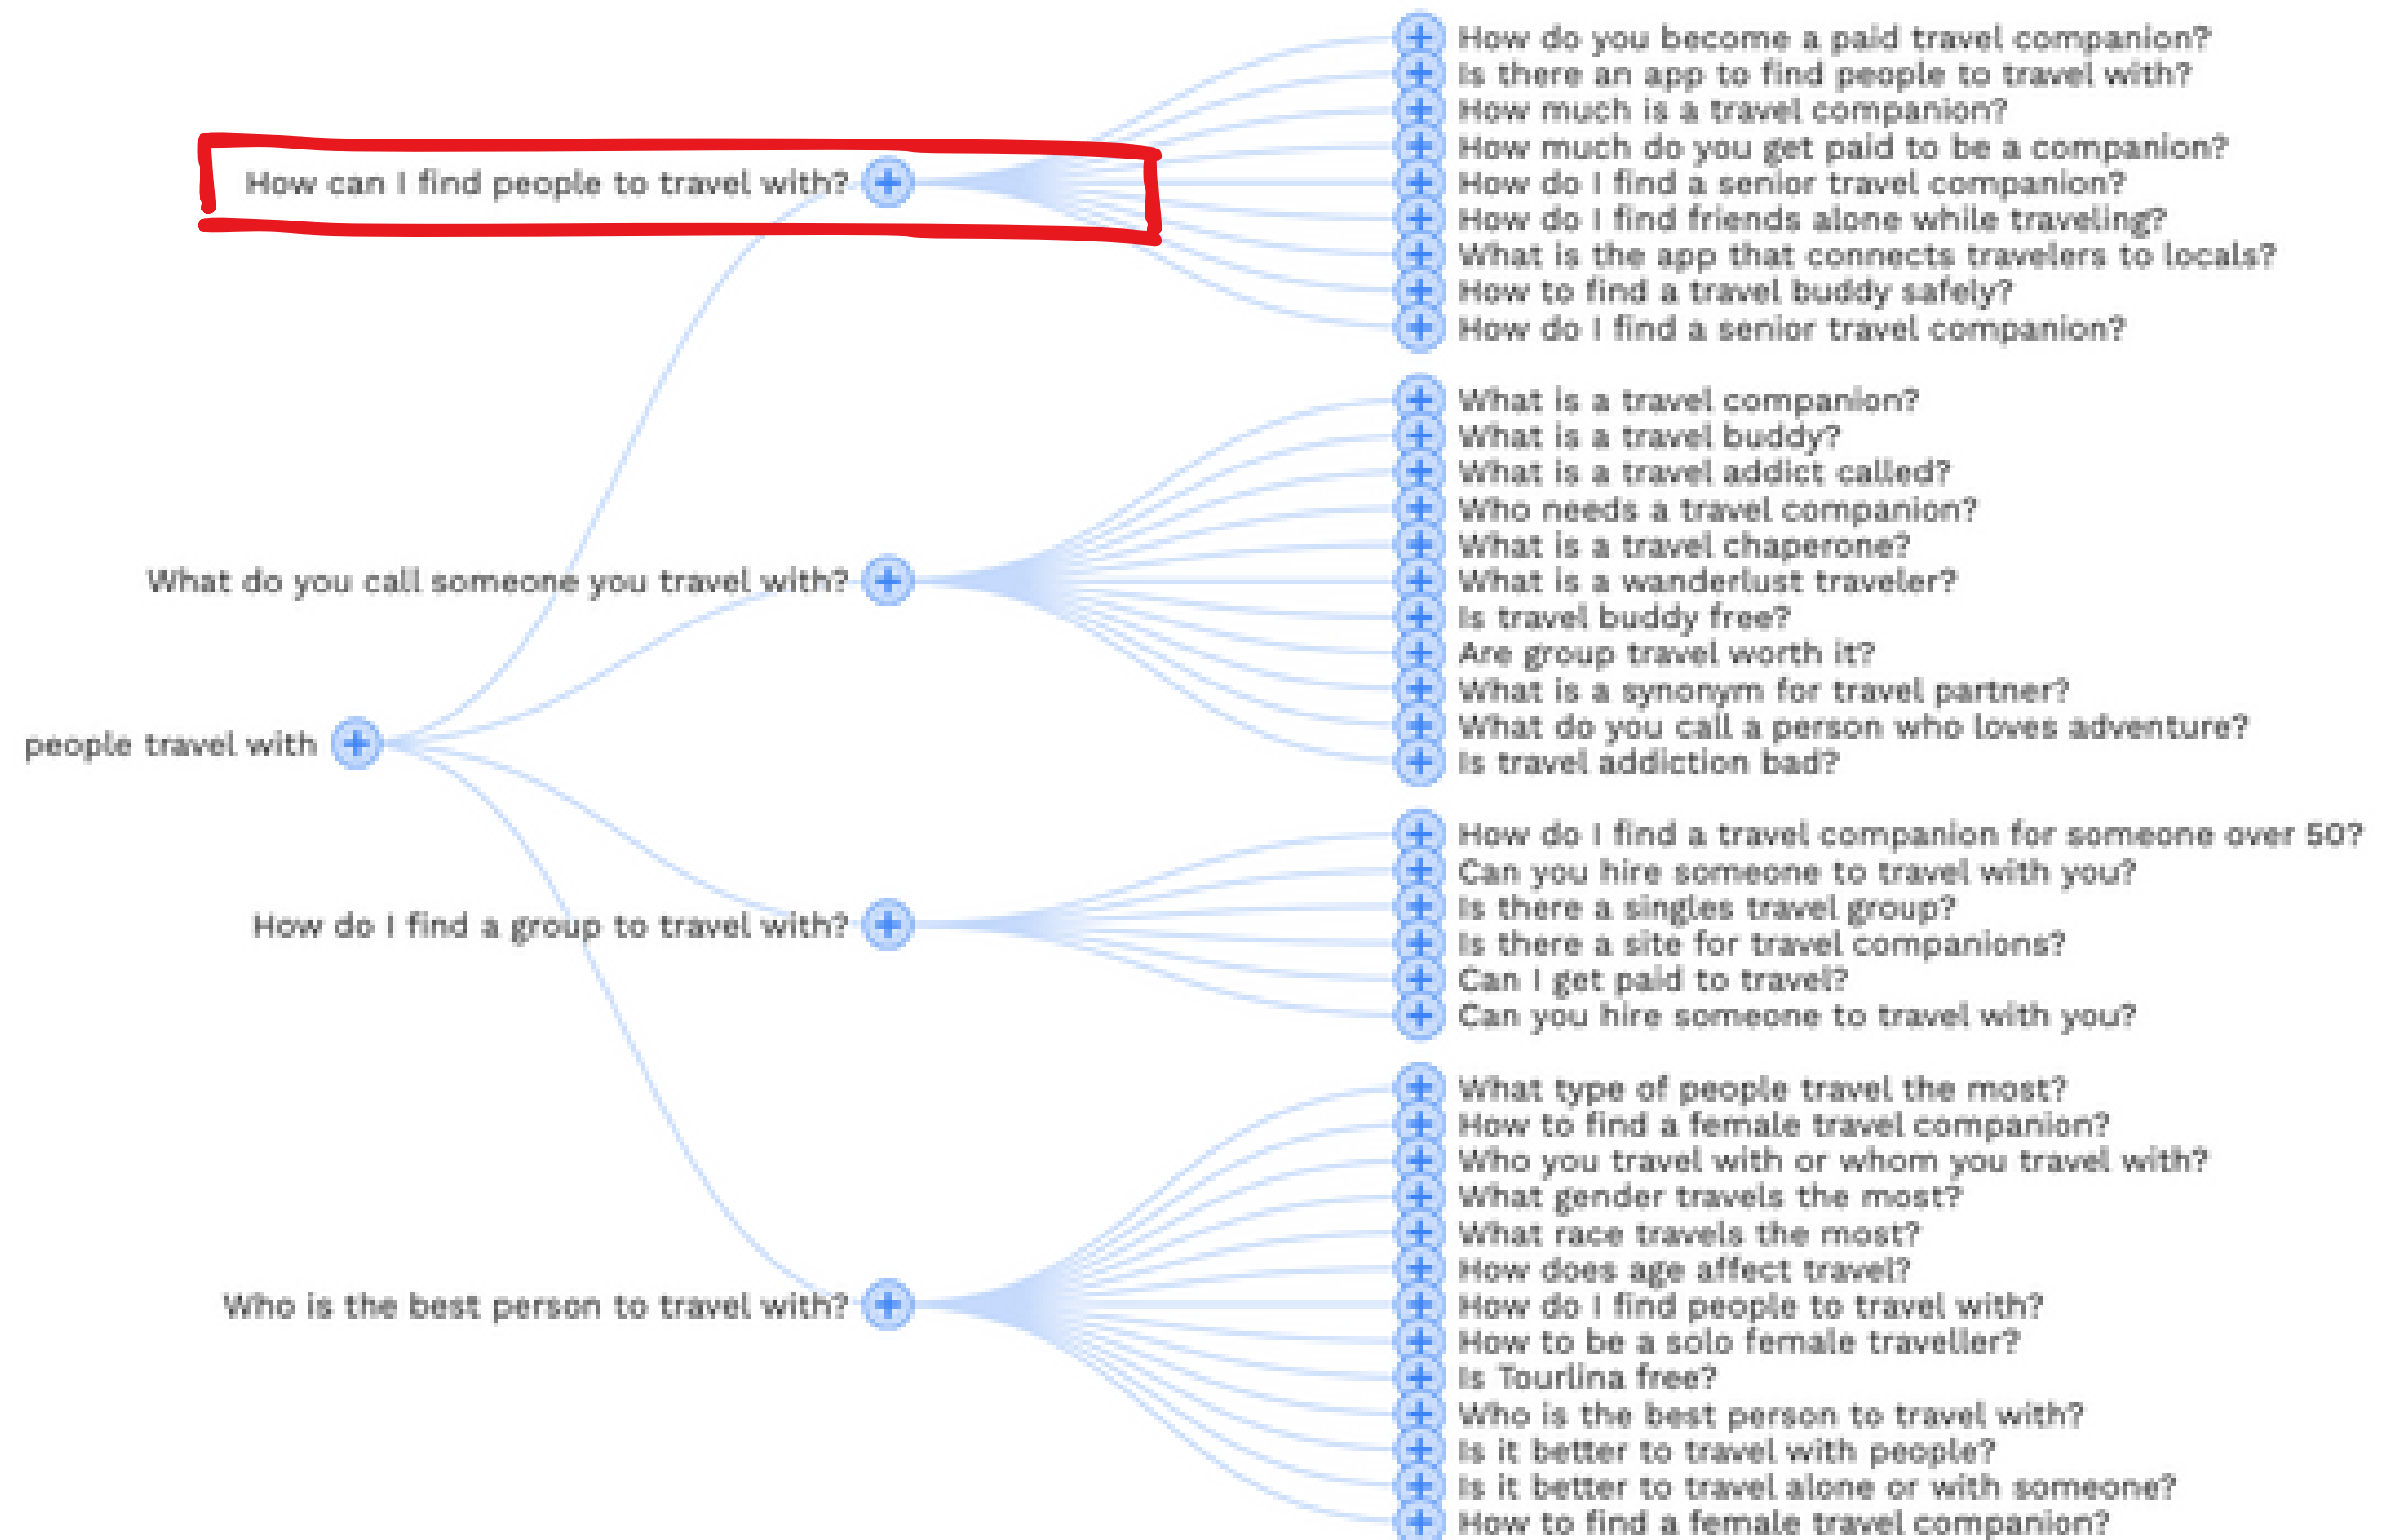 How can I find people to travel with?
How do you become a paid travel companion?
Is there an app to find people to travel with?
How much is a travel companion?
How much do you get paid to be a companion?
How do I find a senior travel companion?
How do I find friends alone while traveling?
What is the app that connects travelers to locals?
How to find a travel buddy safely?
How do I find a senior travel companion?
What do you call someone you travel with?
What is a travel companion?
What is a travel buddy?
What is a travel addict called?
Who needs a travel companion?
What is a travel chaperone?
What is a wanderlust traveler?
Is travel buddy free?
Are group travel worth it?
What is a synonym for travel partner?
What do you call a person who loves adventure?
Is travel addiction bad?
people travel with
How do I find a group to travel with?
How do I find a travel companion for someone over 50?
Can you hire someone to travel with you?
Is there a singles travel group?
Is there a site for travel companions?
Can I get paid to travel?
Can you hire someone to travel with you?
Who is the best person to travel with?
What type of people travel the most?
How to find a female travel companion?
Who you travel with or whom you travel with?
What gender travels the most?
What race travels the most?
How does age affect travel?
How do I find people to travel with?
How to be a solo female traveller?
Is Tourlina free?
Who is the best person to travel with?
Is it better to travel with people?
Is it better to travel alone or with someone?
How to find a female travel companion?